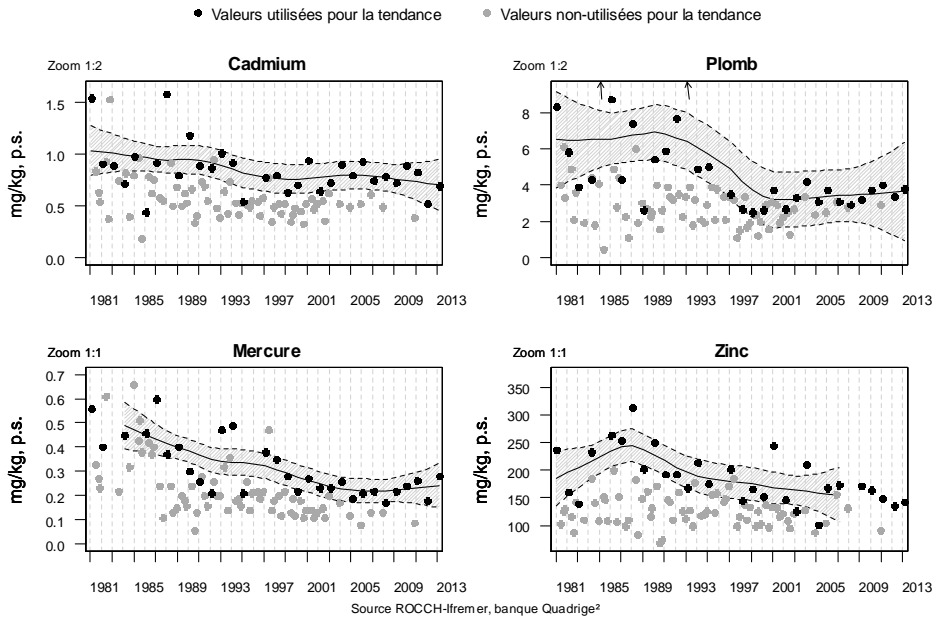 Valeurs utilisées pour la tendance Valeurs non-utilisées pour la tendance
Zoom 1:2 Cadmium
mg/kg, p.s.
1.5
1.0
0.5
0.0
1981 1985 1989 1993 1997 2001 2005 2009 2013
Zoom 1:2 Plomb
mg/kg, p.s.
8
6
4
2
0
1981 1985 1989 1993 1997 2001 2005 2009 2013
Zoom 1:1 Mercure
mg/kg, p.s.
0.7
0.6
0.5
0.4
0.3
0.2
0.1
0.0
1981 1985 1989 1993 1997 2001 2005 2009 2013
Zoom 1:1 Zinc
mg/kg, p.s.
350
300
250
200
150
100
1981 1985 1989 1993 1997 2001 2005 2009 2013
Source ROCCH-Ifremer, banque Quadrige²